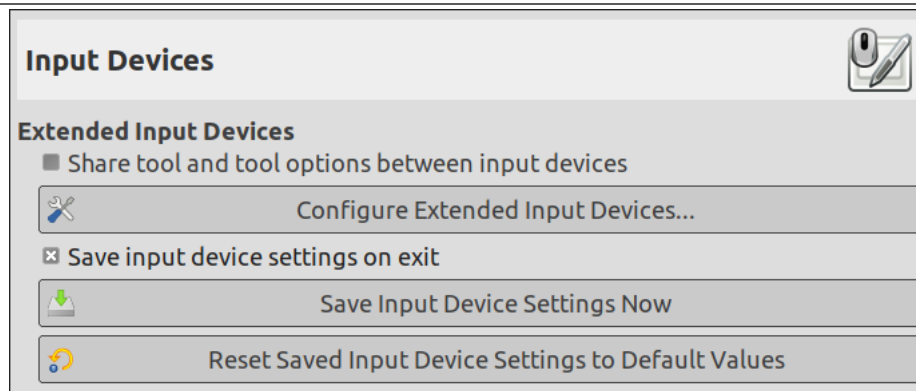 Input Devices
Extended Input Devices
Share tool and tool options between input devices
Configure Extended Input Devices...
Save input device settings on exit
Save Input Device Settings Now
Reset Saved Input Device Settings to Default Values